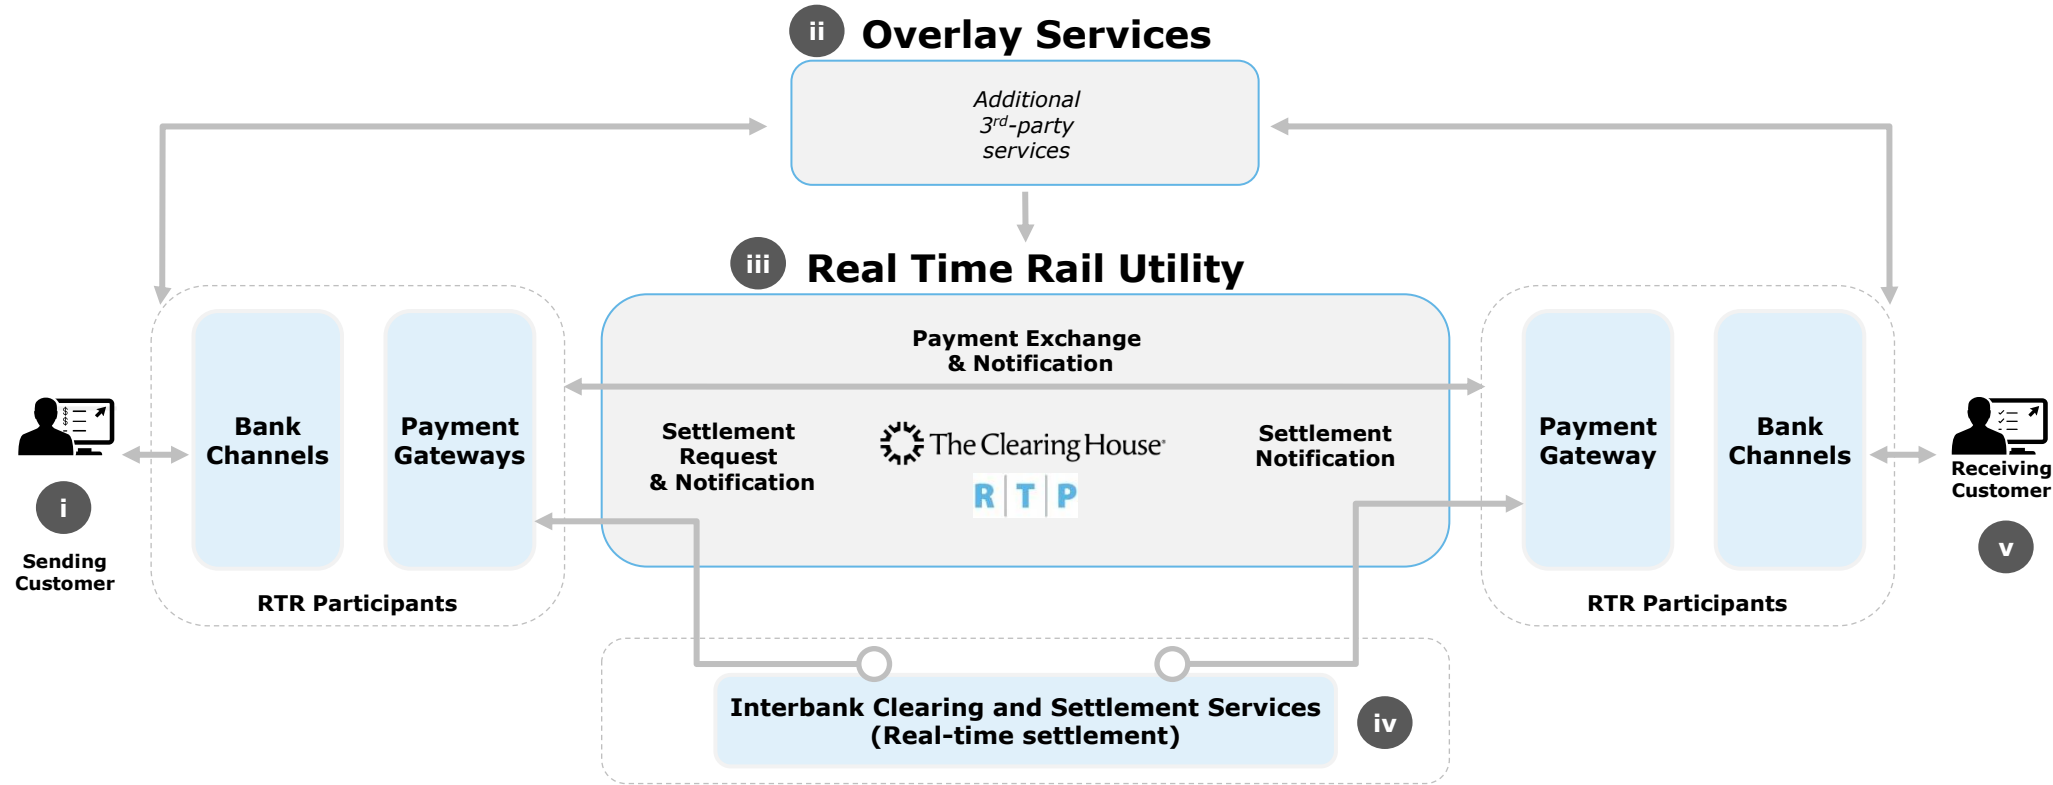 ii
Overlay Services
Additional
3rd-party
services
iii
Real Time Rail Utility
Payment Exchange
& Notification
Bank
Channels
Payment
Gateways
Settlement
Request
& Notification
The Clearing House
R T P
Settlement
Notification
Payment
Gateway
Bank
Channels
$
$
$
i
Sending
Customer
RTR Participants
Receiving
Customer
v
RTR Participants
Interbank Clearing and Settlement Services
(Real-time settlement)
iv